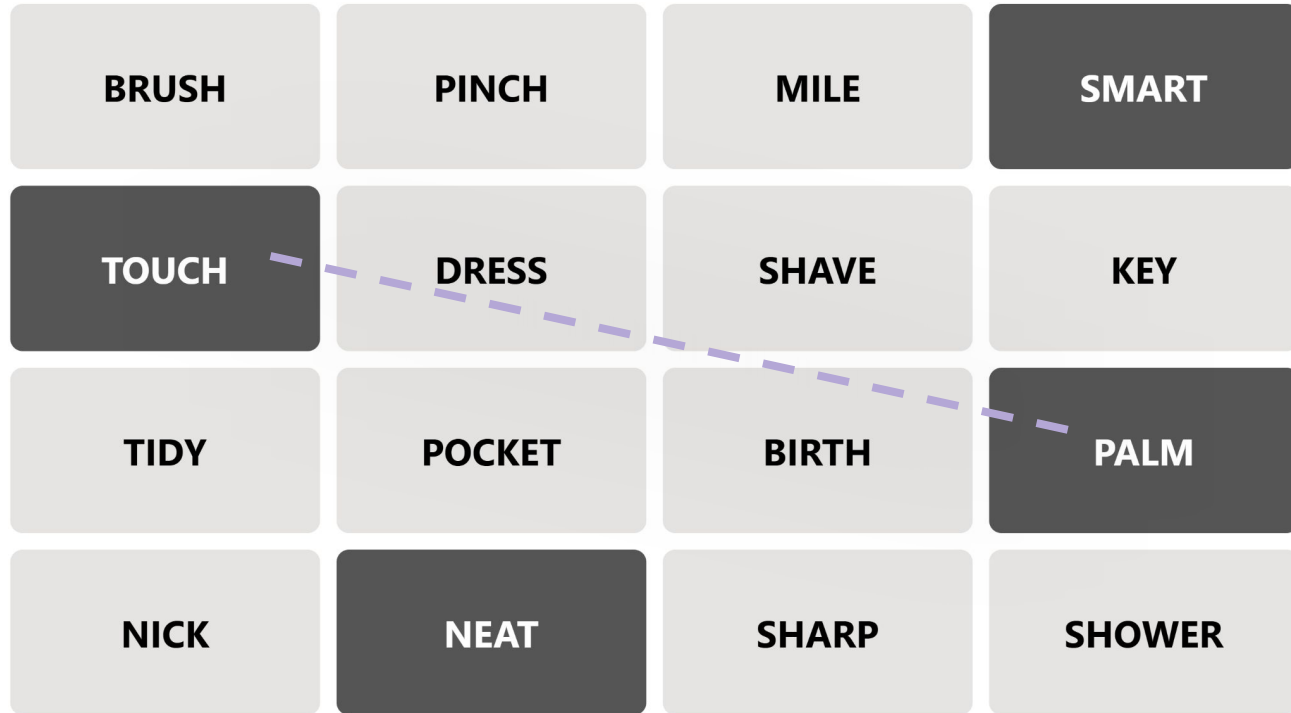 BRUSH PINCH MILE SMART
TOUCH DRESS SHAVE KEY
TIDY POCKET BIRTH PALM
NICK NEAT SHARP SHOWER